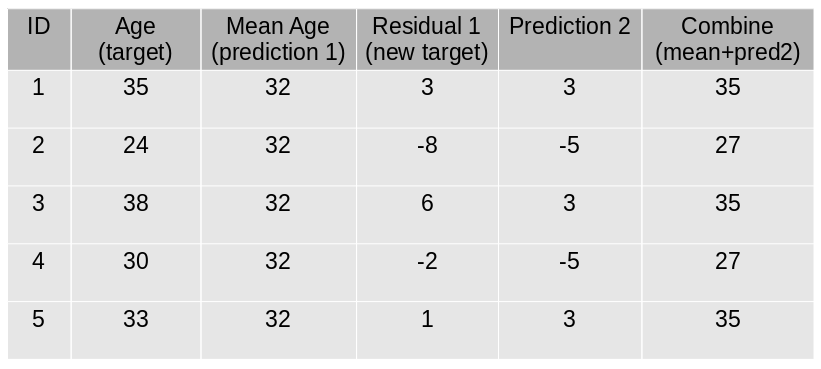 ID Age Mean Age Residual 1 Prediction 2 Combine
(target) (prediction 1) (new target) (mean+pred2)
1 35 32 3 3 35
2 24 32 -8 -5 27
3 38 32 6 3 35
4 30 32 -2 -5 27
5 33 32 1 3 35